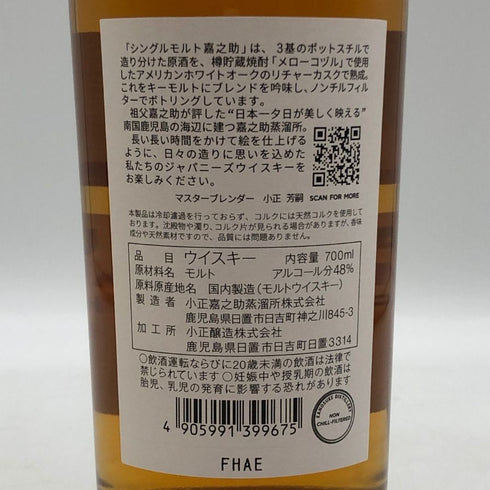 「シングルモルト嘉之助」は、3基のポットスチルで
造り分けた原酒を、樽貯蔵焼酎「メローコヅル」で使用
したアメリカンホワイトオークのリチャーカスクで熟成。
これをキーモルトにブレンドを吟味し、ノンチルフィル
ターでボトリングしています。
祖父嘉之助が評した“日本一夕日が美しく映える”
南国鹿児島の海辺に建つ嘉之助蒸溜所。
長い長い時間をかけて絵を仕上げる
ように、日々の造りに思いを込めた
私たちのジャパニーズウイスキーを
お楽しみください。
マスターブレンダー 小正 芳嗣
SCAN FOR MORE
本製品は冷却濾過を行っておらず、コルクには天然コルクを使用して
おります。沈殿物や濁り、コルク片が見られる場合がありますが、香味
成分や天然素材ですので、品質には問題ありません。
品目 ウイスキー 内容量 700ml
原材料名 モルト アルコール分48%
原料原産地名 国内製造(モルトウイスキー)
製造者 小正嘉之助蒸溜所株式会社
鹿児島県日置市日吉町神之川845-3
加工所 小正醸造株式会社
鹿児島県日置市日吉町日置3314
○飲酒運転ならびに20歳未満の飲酒は法律で
禁じられています ○妊娠中や授乳期の飲酒は
胎児、乳児の発育に影響する恐れがあります
4 905991 399675
KANOSUKE DISTILLERY
NON
CHILL-FILTERED
FHAE